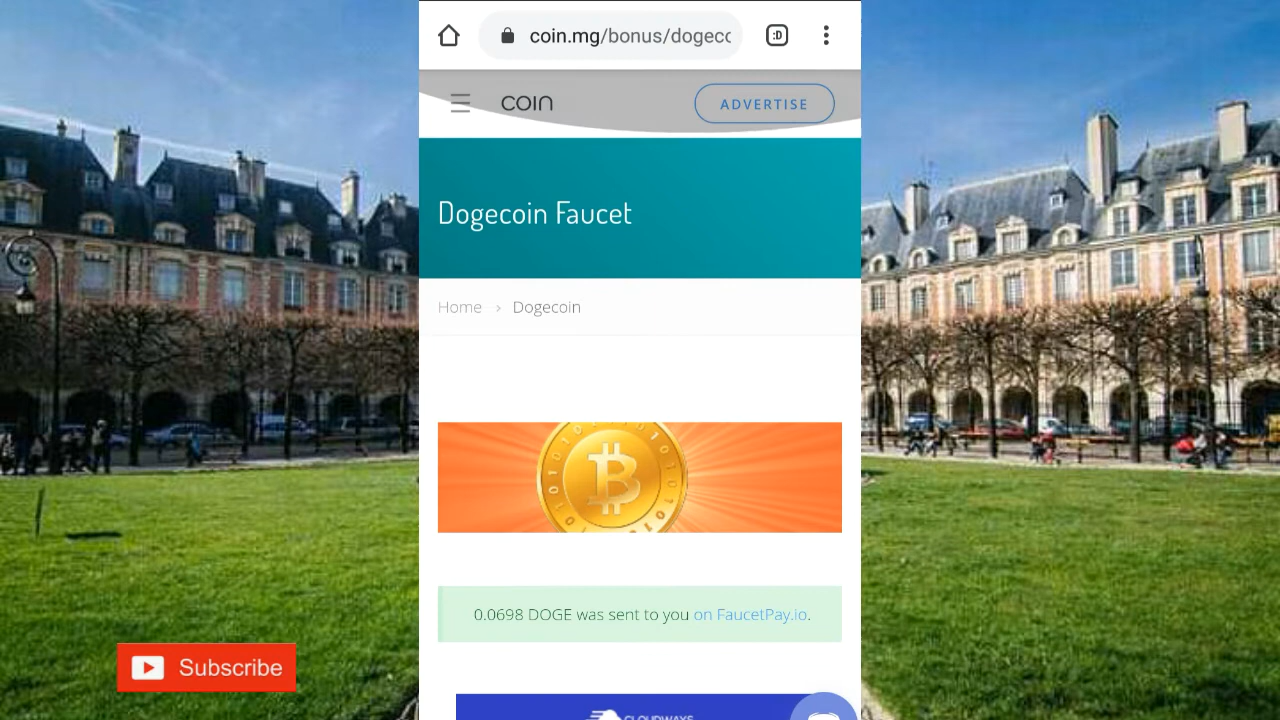 coin.mg/bonus/dogecc
:D
COIN
ADVERTISE
Dogecoin Faucet
Home › Dogecoin
0.0698 DOGE was sent to you on FaucetPay.io.
Subscribe
CLOUDWAYS